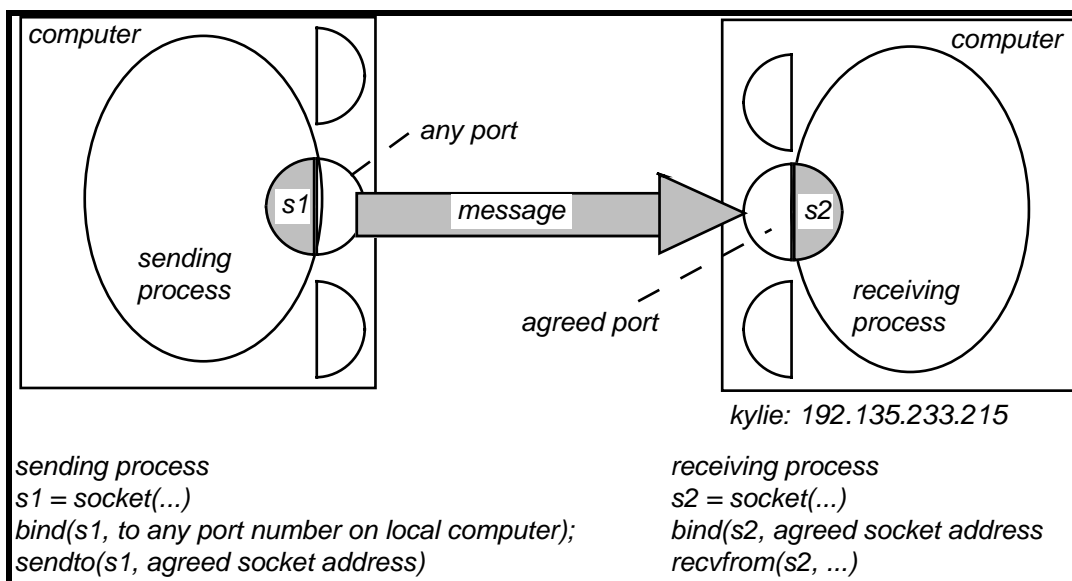 computer
computer
any port
s1
message
s2
sending
process
receiving
process
agreed port
kylie: 192.135.233.215
sending process
s1 = socket(...)
bind(s1, to any port number on local computer);
sendto(s1, agreed socket address)
receiving process
s2 = socket(...)
bind(s2, agreed socket address
recvfrom(s2, ...)